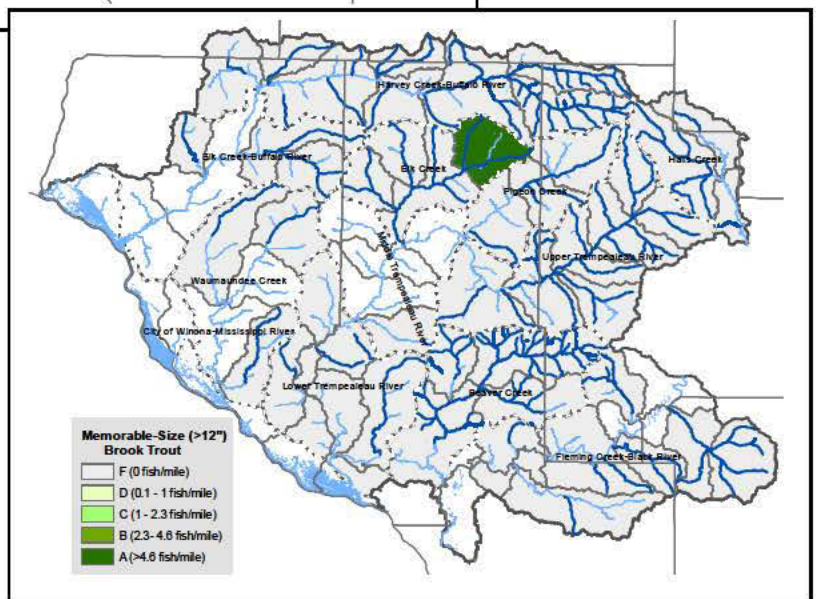 Harvey Creek-Buffalo River
Elk Creek-Buffalo River
Elk Creek
Halls Creek
Pigeon Creek
Middle Trempealeau River
Upper Trempealeau River
Waumaundee Creek
City of Winona-Mississippi River
Lower Trempealeau River
Beaver Creek
Fleming Creek-Black River
Memorable-Size (>12")
Brook Trout
F (0 fish/mile)
D (0.1 - 1 fish/mile)
C (1 - 2.3 fish/mile)
B (2.3- 4.6 fish/mile)
A (>4.6 fish/mile)